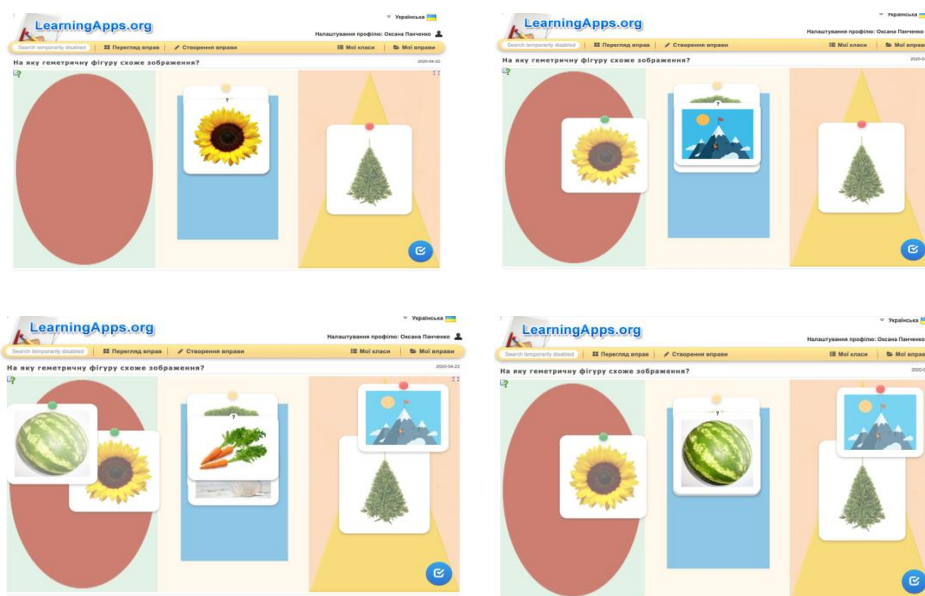 LearningApps.org
Українська
Налаштування профілю: Оксана Панченко
Search temporarily disabled
Перегляд вправ
Створення вправи
Мої класи
Мої вправи
На яку геметричну фігуру схоже зображення?
2020-04-22
?
LearningApps.org
Українська
Налаштування профілю: Оксана Панченко
Search temporarily disabled
Перегляд вправ
Створення вправи
Мої класи
Мої вправи
На яку геметричну фігуру схоже зображення?
?
LearningApps.org
Українська
Налаштування профілю: Оксана Панченко
Search temporarily disabled
Перегляд вправ
Створення вправи
Мої класи
Мої вправи
На яку геметричну фігуру схоже зображення?
2020-04-22
?
LearningApps.org
Українська
Налаштування профілю: Оксана Панченко
Search temporarily disabled
Перегляд вправ
Створення вправи
Мої класи
Мої вправи
На яку геметричну фігуру схоже зображення?
?